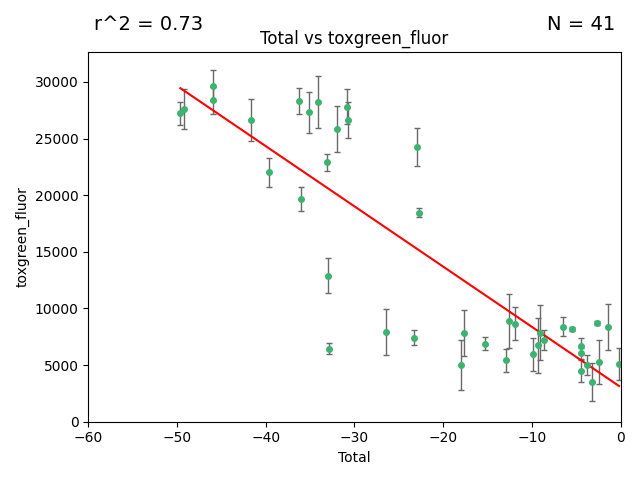 r^2 = 0.73
N = 41
Total vs toxgreen_fluor
toxgreen_fluor
30000
25000
20000
15000
10000
5000
0
−60
−50
−40
−30
−20
−10
0
Total